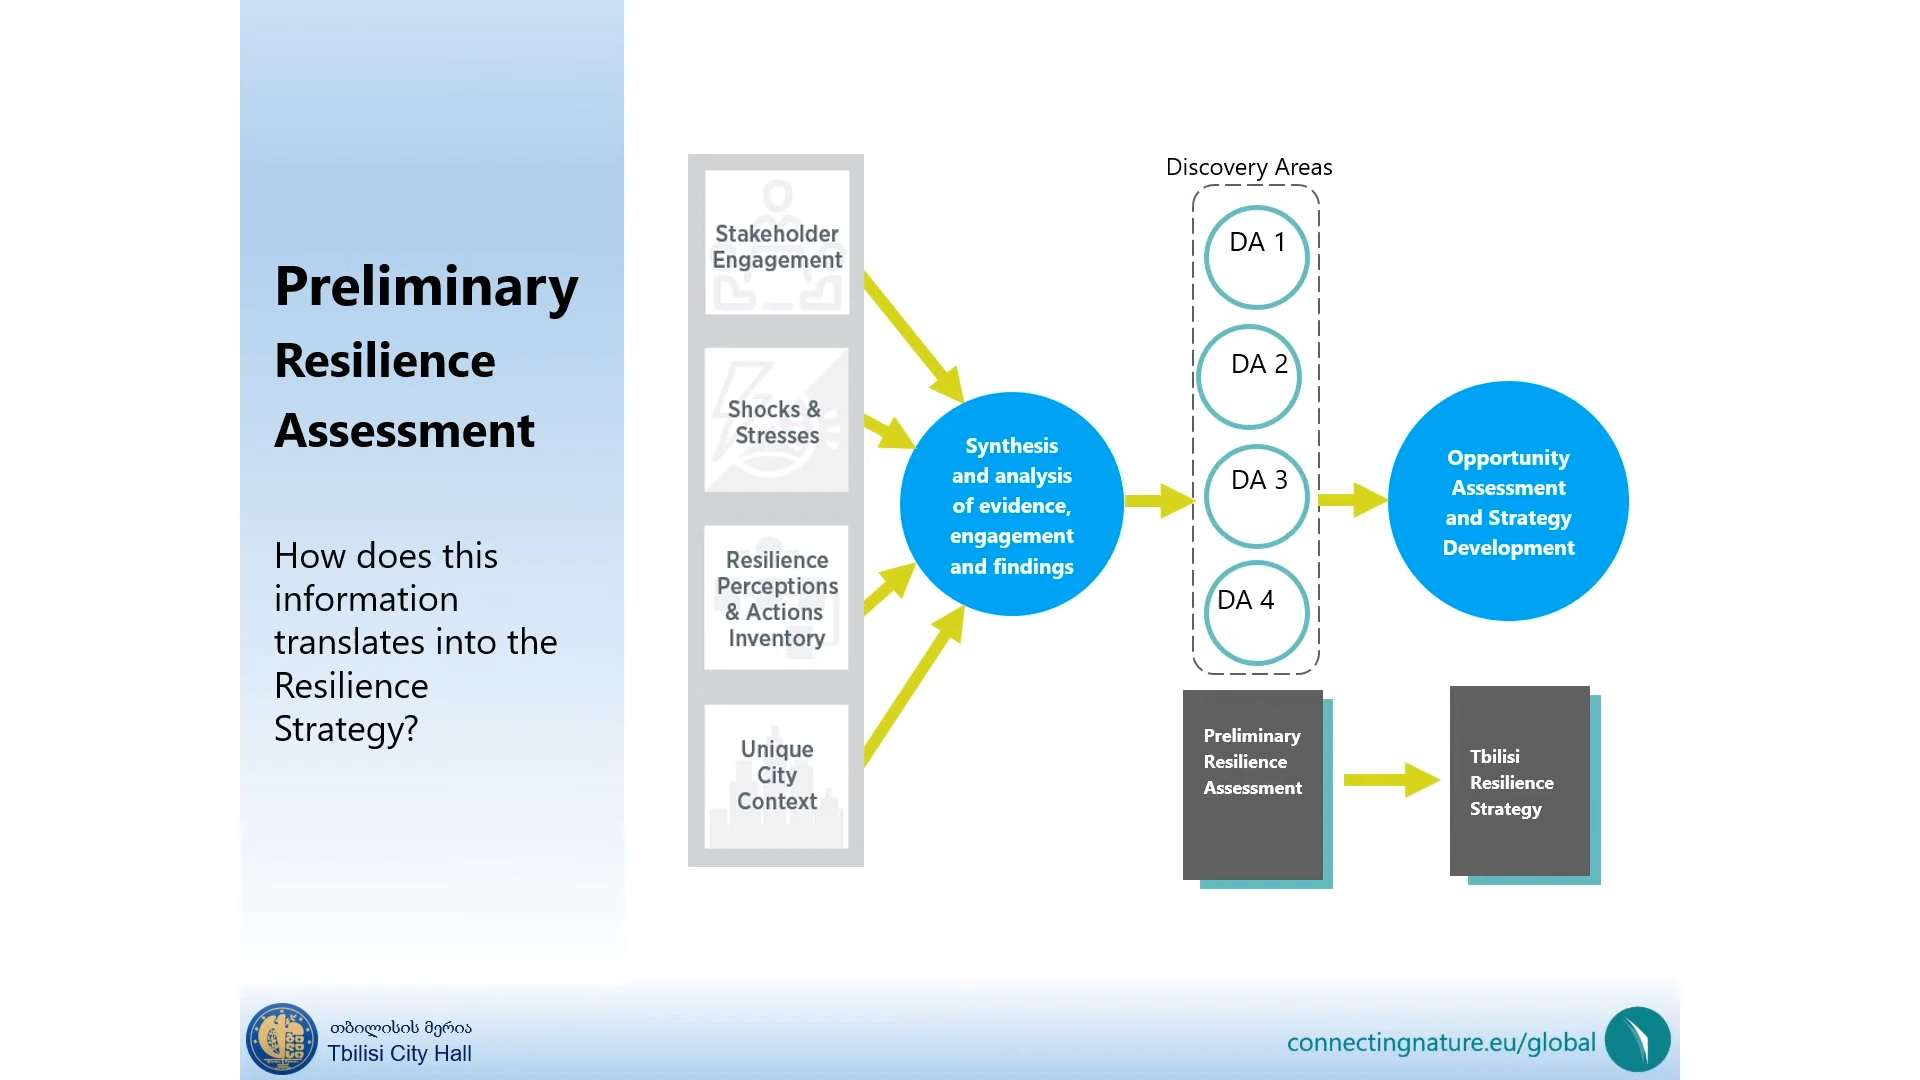 Preliminary
Resilience
Assessment
How does this
information
translates into the
Resilience
Strategy?
Stakeholder
Engagement
Shocks &
Stresses
Resilience
Perceptions
& Actions
Inventory
Unique
City
Context
Synthesis
and analysis
of evidence,
engagement
and findings
Discovery Areas
DA 1
DA 2
DA 3
DA 4
Opportunity
Assessment
and Strategy
Development
Preliminary
Resilience
Assessment
Tbilisi
Resilience
Strategy
თბილისის მერია
Tbilisi City Hall
connectingnature.eu/global